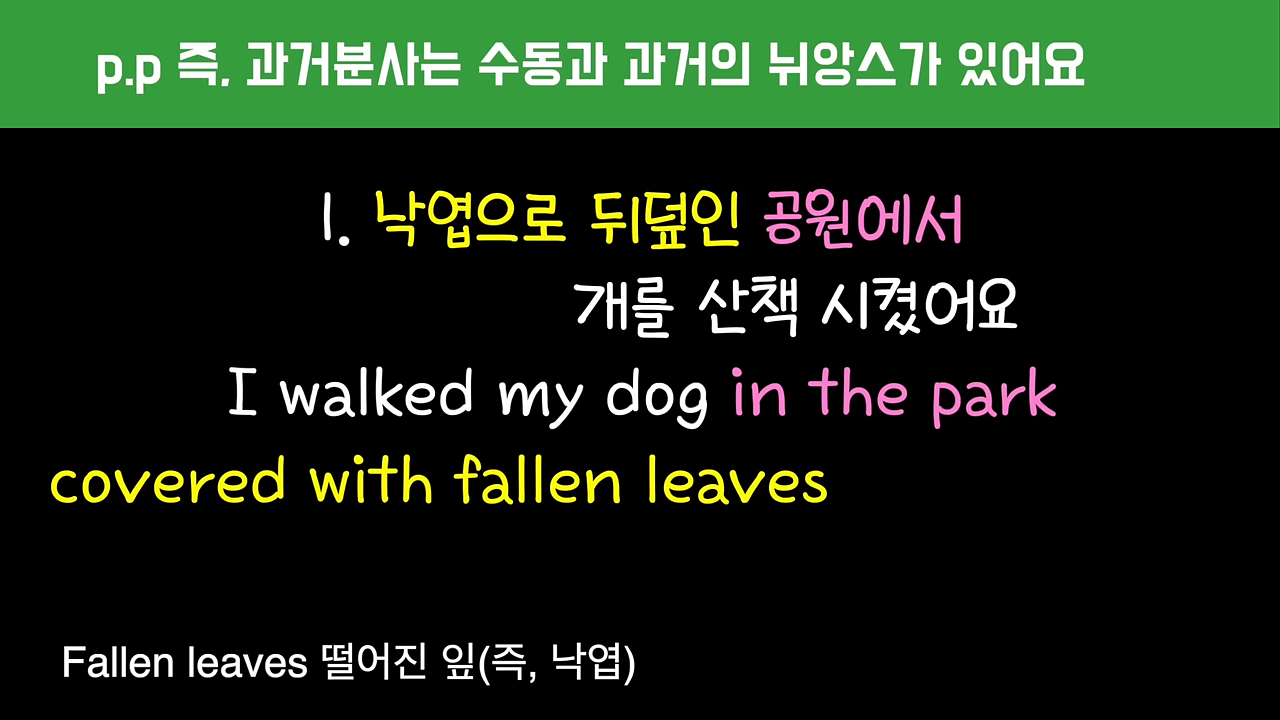 p.p 즉, 과거분사는 수동과 과거의 뉘앙스가 있어요
1. 낙엽으로 뒤덮인 공원에서
개를 산책 시켰어요
I walked my dog in the park
covered with fallen leaves
Fallen leaves 떨어진 잎(즉, 낙엽)